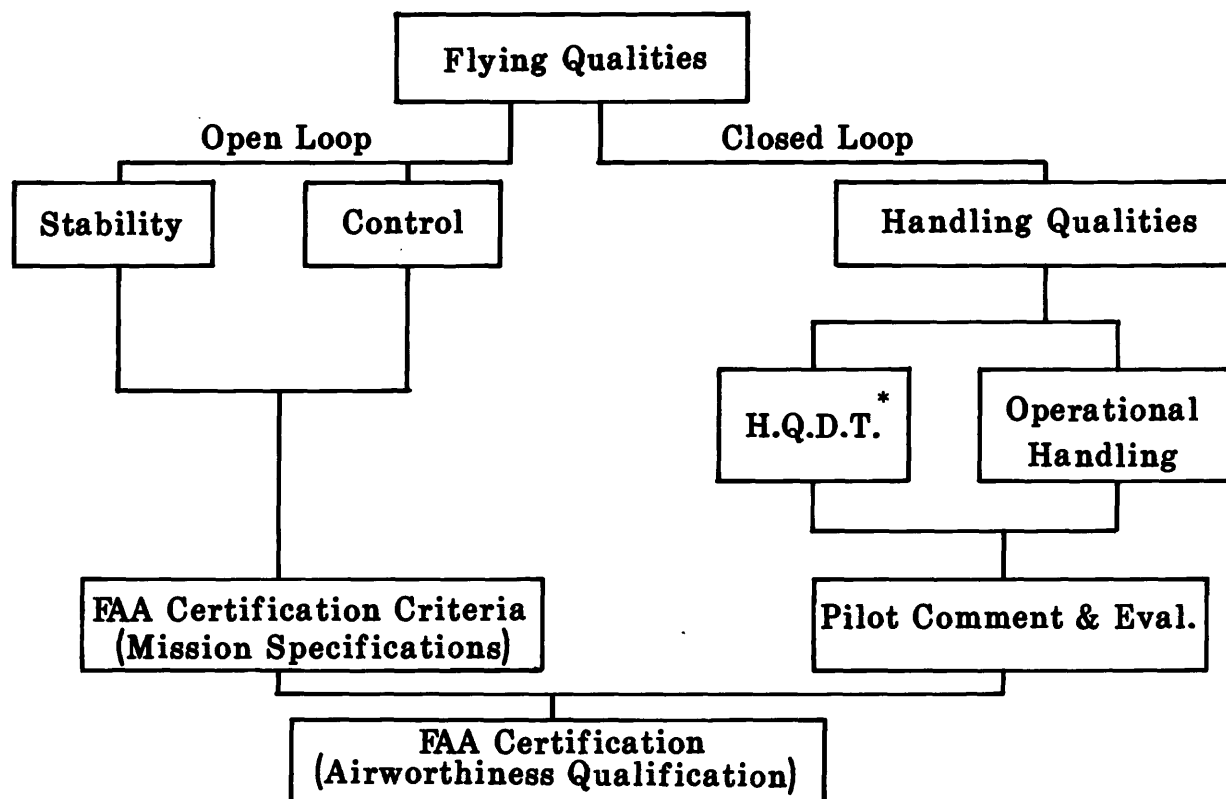 Flying Qualities
Open Loop
Closed Loop
Stability
Control
Handling Qualities
H.Q.D.T.*
Operational
Handling
FAA Certification Criteria
(Mission Specifications)
Pilot Comment & Eval.
FAA Certification
(Airworthiness Qualification)